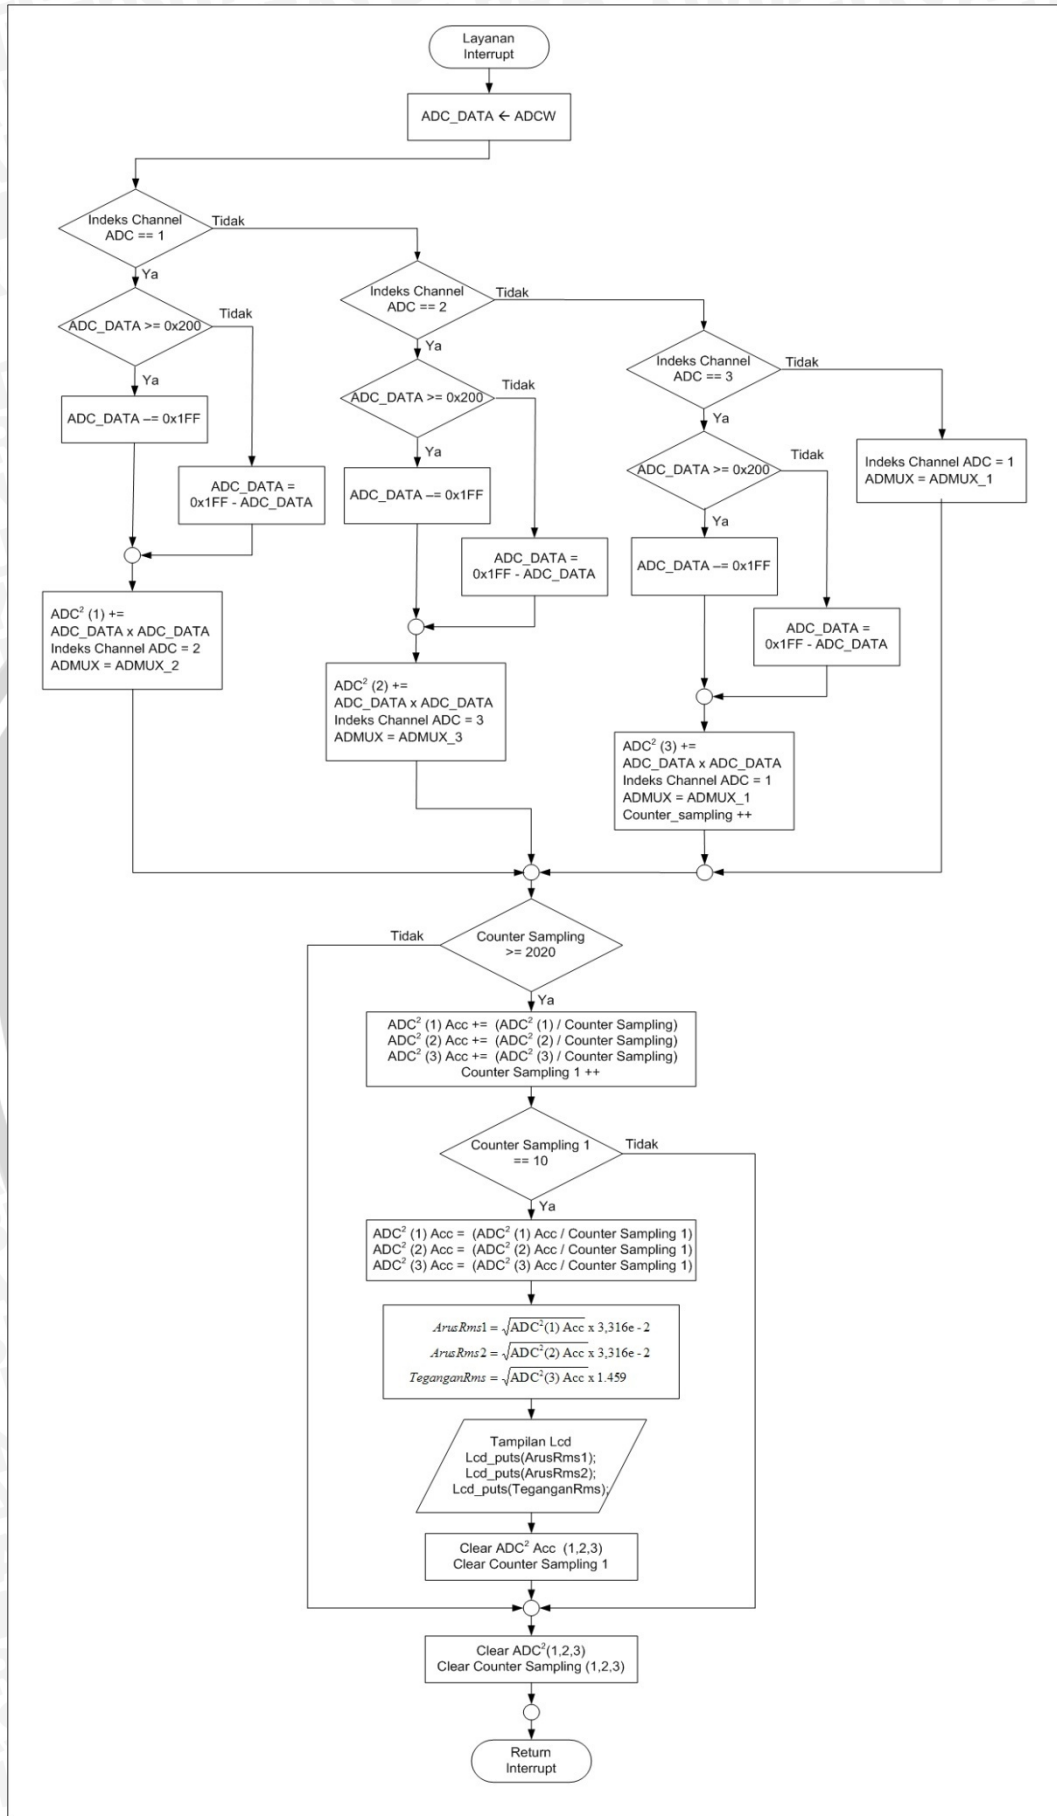 Layanan
Interrupt
ADC_DATA ← ADCW
Indeks Channel
ADC == 1
Tidak
Ya
ADC_DATA >= 0x200
Tidak
Ya
ADC_DATA –= 0x1FF
ADC_DATA =
0x1FF - ADC_DATA
ADC² (1) +=
ADC_DATA x ADC_DATA
Indeks Channel ADC = 2
ADMUX = ADMUX_2
Indeks Channel
ADC == 2
Tidak
Ya
ADC_DATA >= 0x200
Tidak
Ya
ADC_DATA –= 0x1FF
ADC_DATA =
0x1FF - ADC_DATA
ADC² (2) +=
ADC_DATA x ADC_DATA
Indeks Channel ADC = 3
ADMUX = ADMUX_3
Indeks Channel
ADC == 3
Tidak
Ya
ADC_DATA >= 0x200
Tidak
Ya
ADC_DATA –= 0x1FF
ADC_DATA =
0x1FF - ADC_DATA
ADC² (3) +=
ADC_DATA x ADC_DATA
Indeks Channel ADC = 1
ADMUX = ADMUX_1
Counter_sampling ++
Indeks Channel ADC = 1
ADMUX = ADMUX_1
Counter Sampling
>= 2020
Tidak
Ya
ADC² (1) Acc += (ADC² (1) / Counter Sampling)
ADC² (2) Acc += (ADC² (2) / Counter Sampling)
ADC² (3) Acc += (ADC² (3) / Counter Sampling)
Counter Sampling 1 ++
Counter Sampling 1
== 10
Tidak
Ya
ADC² (1) Acc = (ADC² (1) Acc / Counter Sampling 1)
ADC² (2) Acc = (ADC² (2) Acc / Counter Sampling 1)
ADC² (3) Acc = (ADC² (3) Acc / Counter Sampling 1)
ArusRms1 = √ADC²(1) Acc x 3,316e - 2
ArusRms2 = √ADC²(2) Acc x 3,316e - 2
TeganganRms = √ADC²(3) Acc x 1.459
Tampilan Lcd
Lcd_puts(ArusRms1);
Lcd_puts(ArusRms2);
Lcd_puts(TeganganRms);
Clear ADC² Acc (1,2,3)
Clear Counter Sampling 1
Clear ADC²(1,2,3)
Clear Counter Sampling (1,2,3)
Return
Interrupt